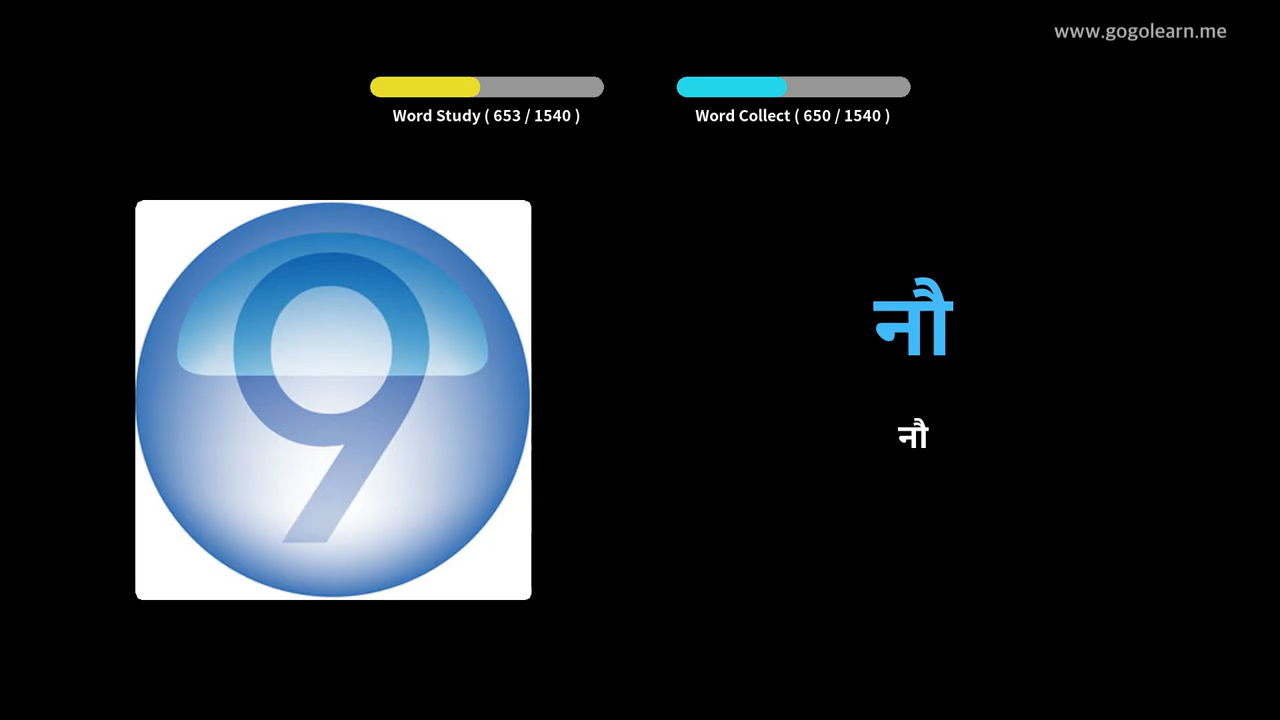 www.gogolearn.me
Word Study ( 653 / 1540 )
Word Collect ( 650 / 1540 )
9
नौ
नौ